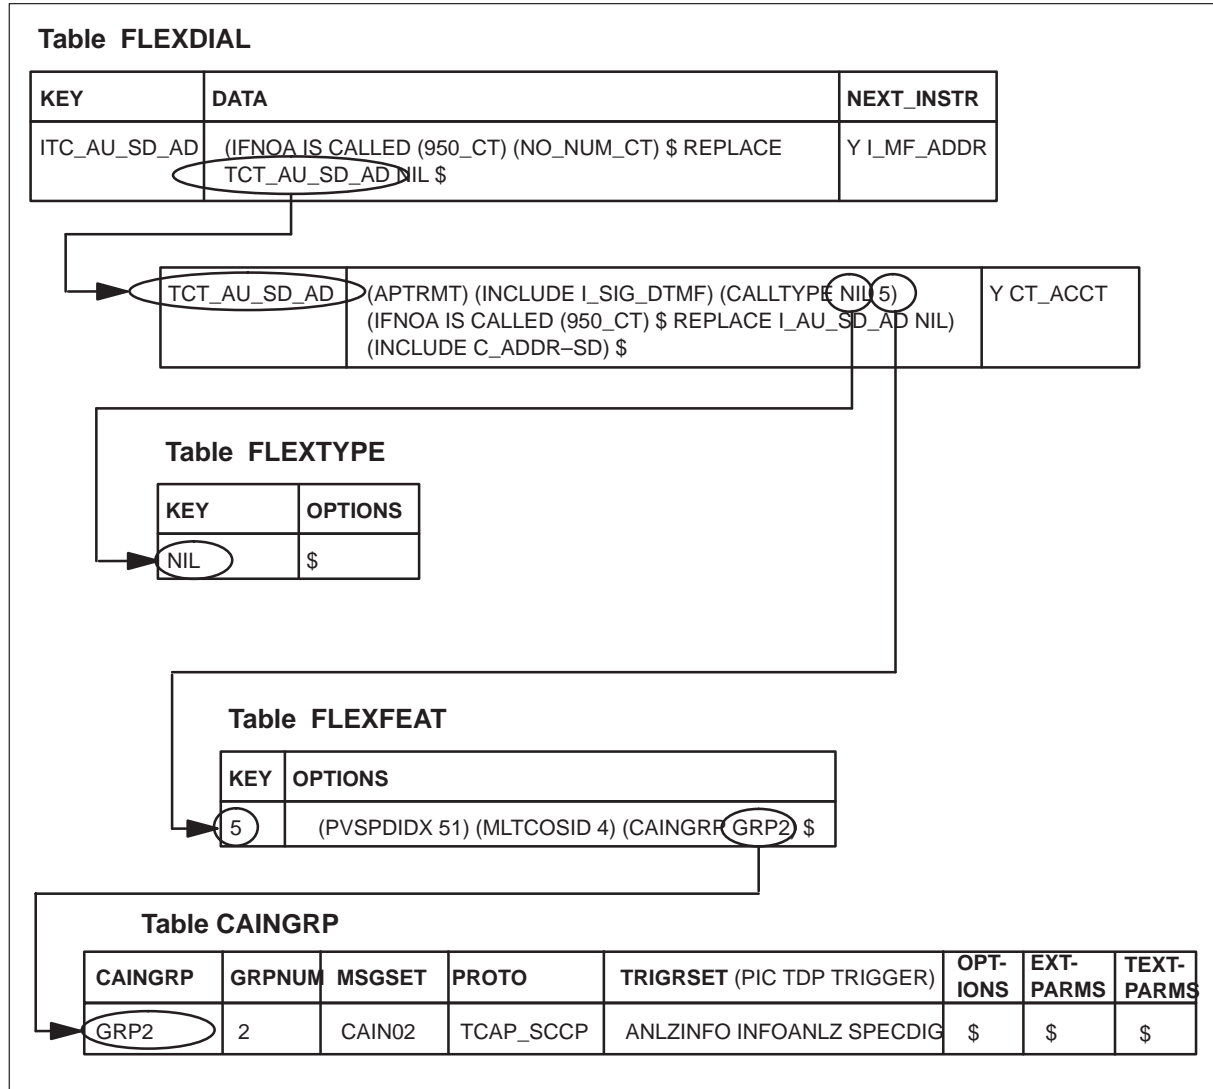 Table FLEXDIAL
KEY DATA NEXT_INSTR
ITC_AU_SD_AD (IFNOA IS CALLED (950_CT) (NO_NUM_CT) $ REPLACE Y I_MF_ADDR
TCT_AU_SD_AD NIL $
TCT_AU_SD_AD (APTRMT) (INCLUDE I_SIG_DTMF) (CALLTYPE NIL 5) Y CT_ACCT
(IFNOA IS CALLED (950_CT) $ REPLACE I_AU_SD_AD NIL)
(INCLUDE C_ADDR–SD) $
Table FLEXTYPE
KEY OPTIONS
NIL $
Table FLEXFEAT
KEY OPTIONS
5 (PVSPDIDX 51) (MLTCOSID 4) (CAINGRP GRP2) $
Table CAINGRP
CAINGRP GRPNUM MSGSET PROTO TRIGRSET (PIC TDP TRIGGER) OPT- EXT- TEXT-
IONS PARMS PARMS
GRP2 2 CAIN02 TCAP_SCCP ANLZINFO INFOANLZ SPECDIG $ $ $